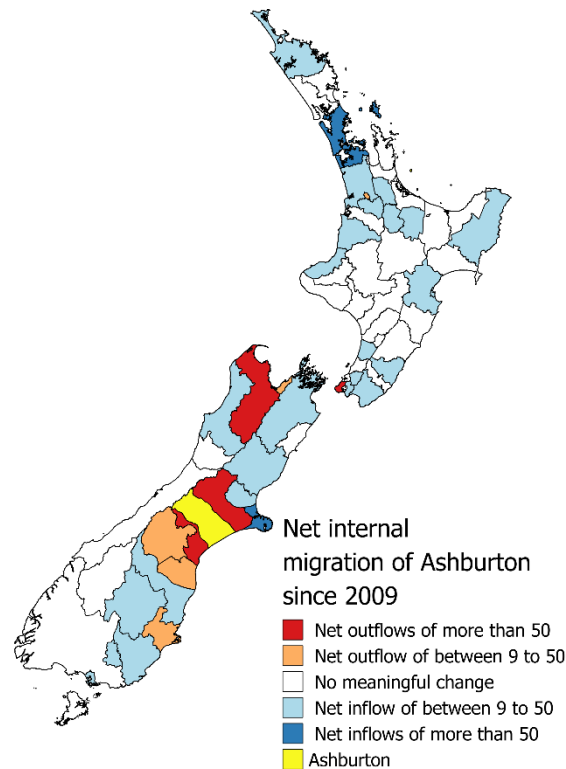 Net internal
migration of Ashburton
since 2009
Net outflows of more than 50
Net outflow of between 9 to 50
No meaningful change
Net inflow of between 9 to 50
Net inflows of more than 50
Ashburton